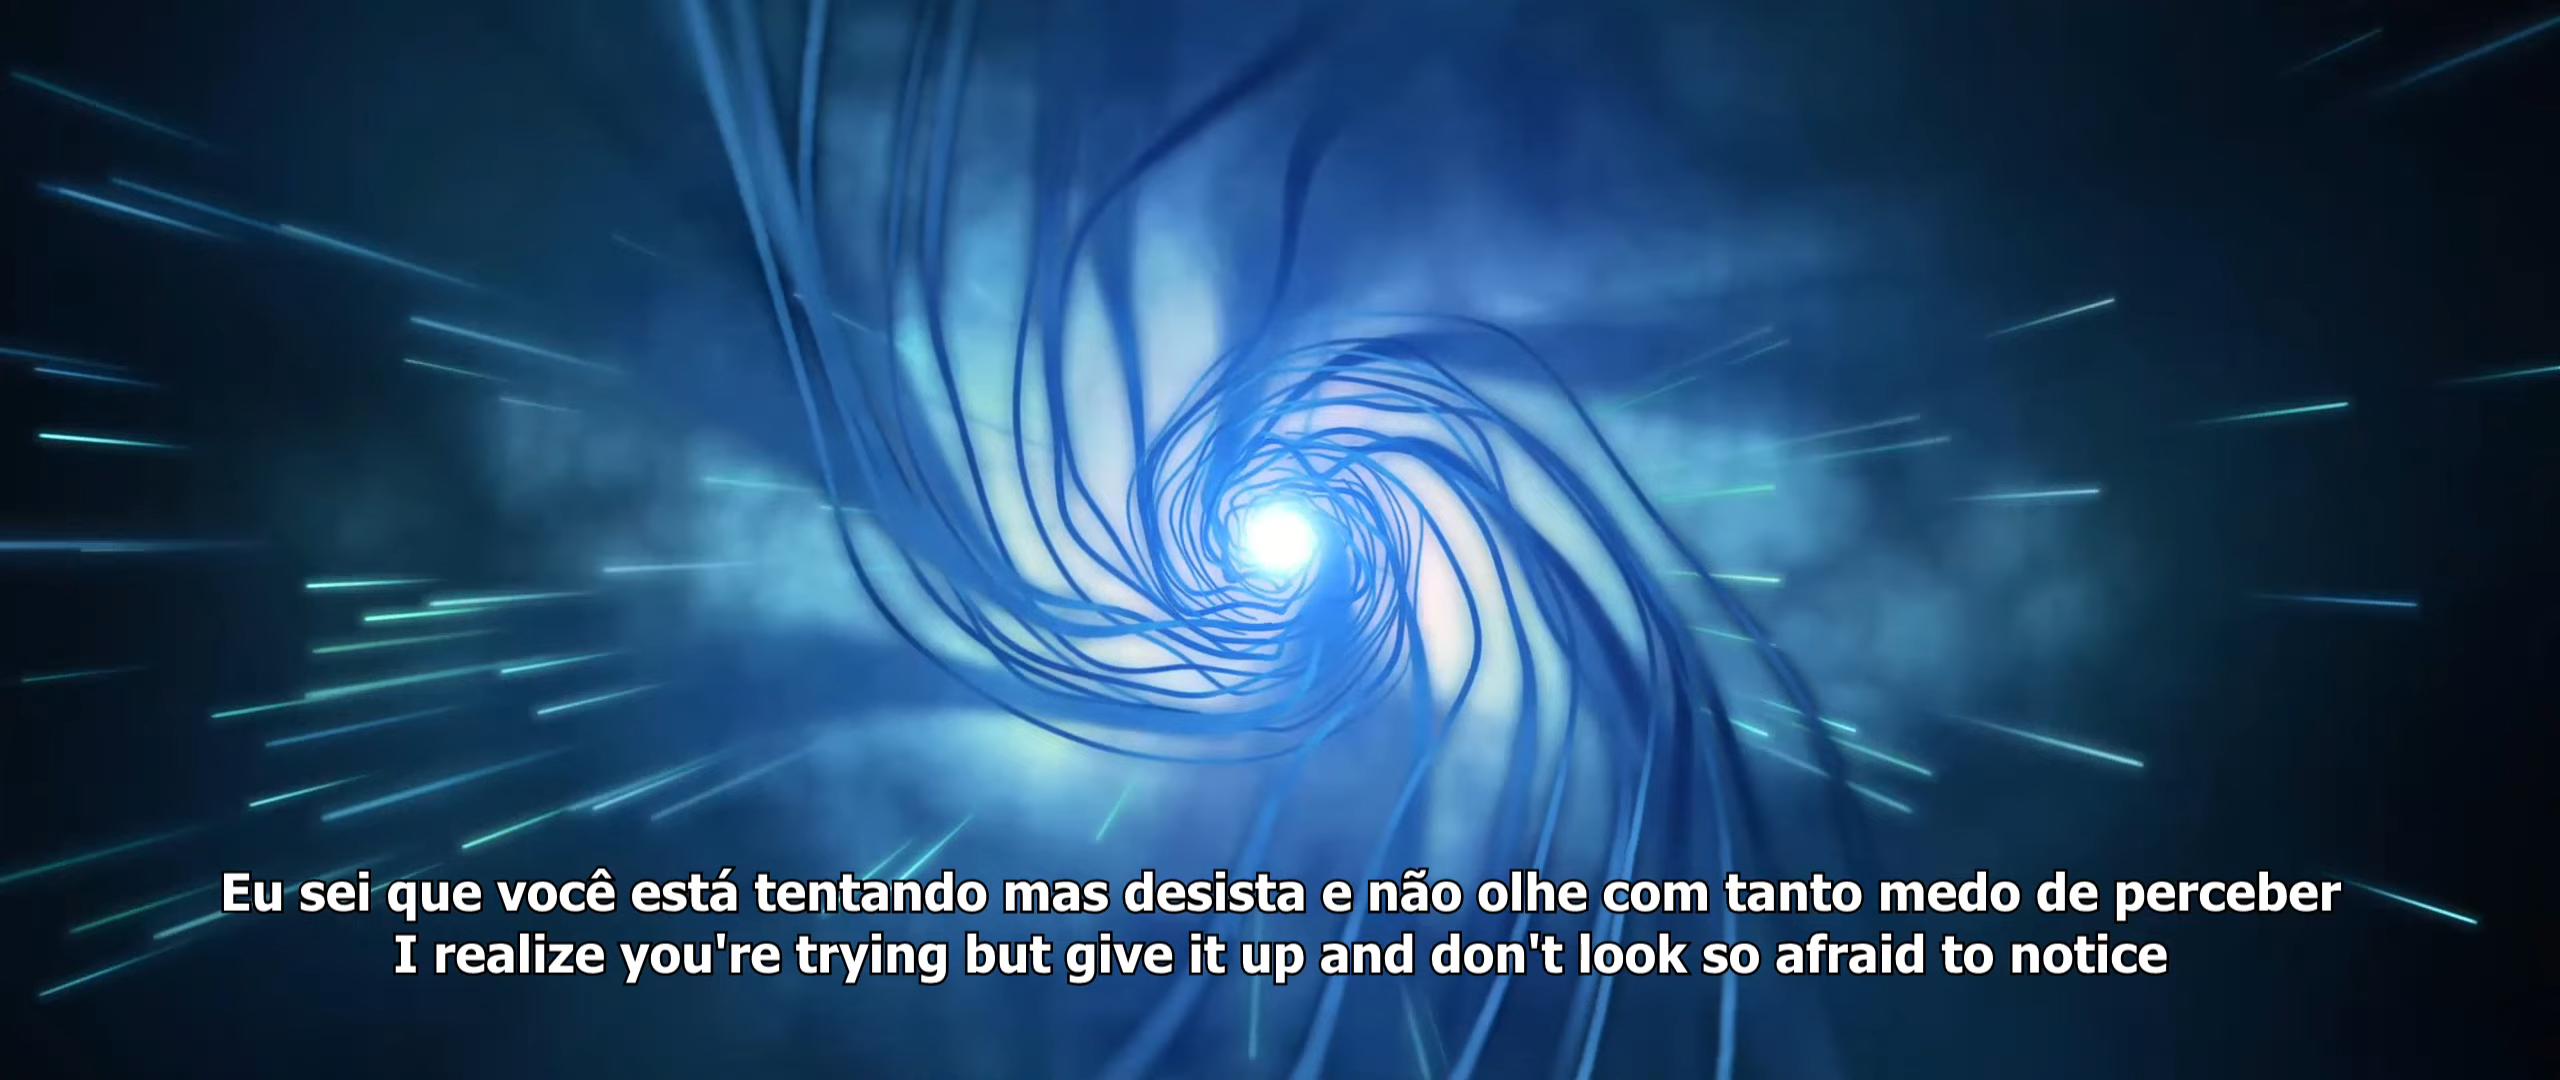 Eu sei que você está tentando mas desista e não olhe com tanto medo de perceber
I realize you're trying but give it up and don't look so afraid to notice